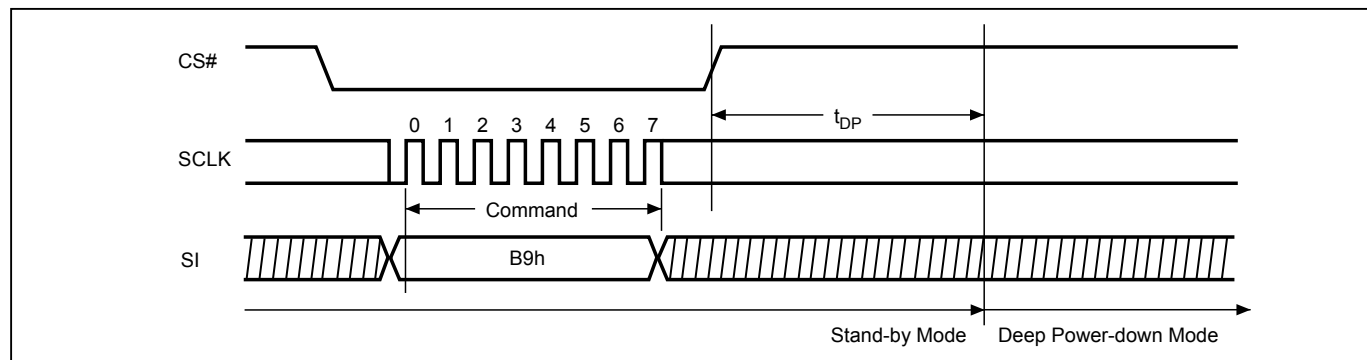 CS#
t_DP
0 1 2 3 4 5 6 7
SCLK
Command
SI
B9h
Stand-by Mode
Deep Power-down Mode